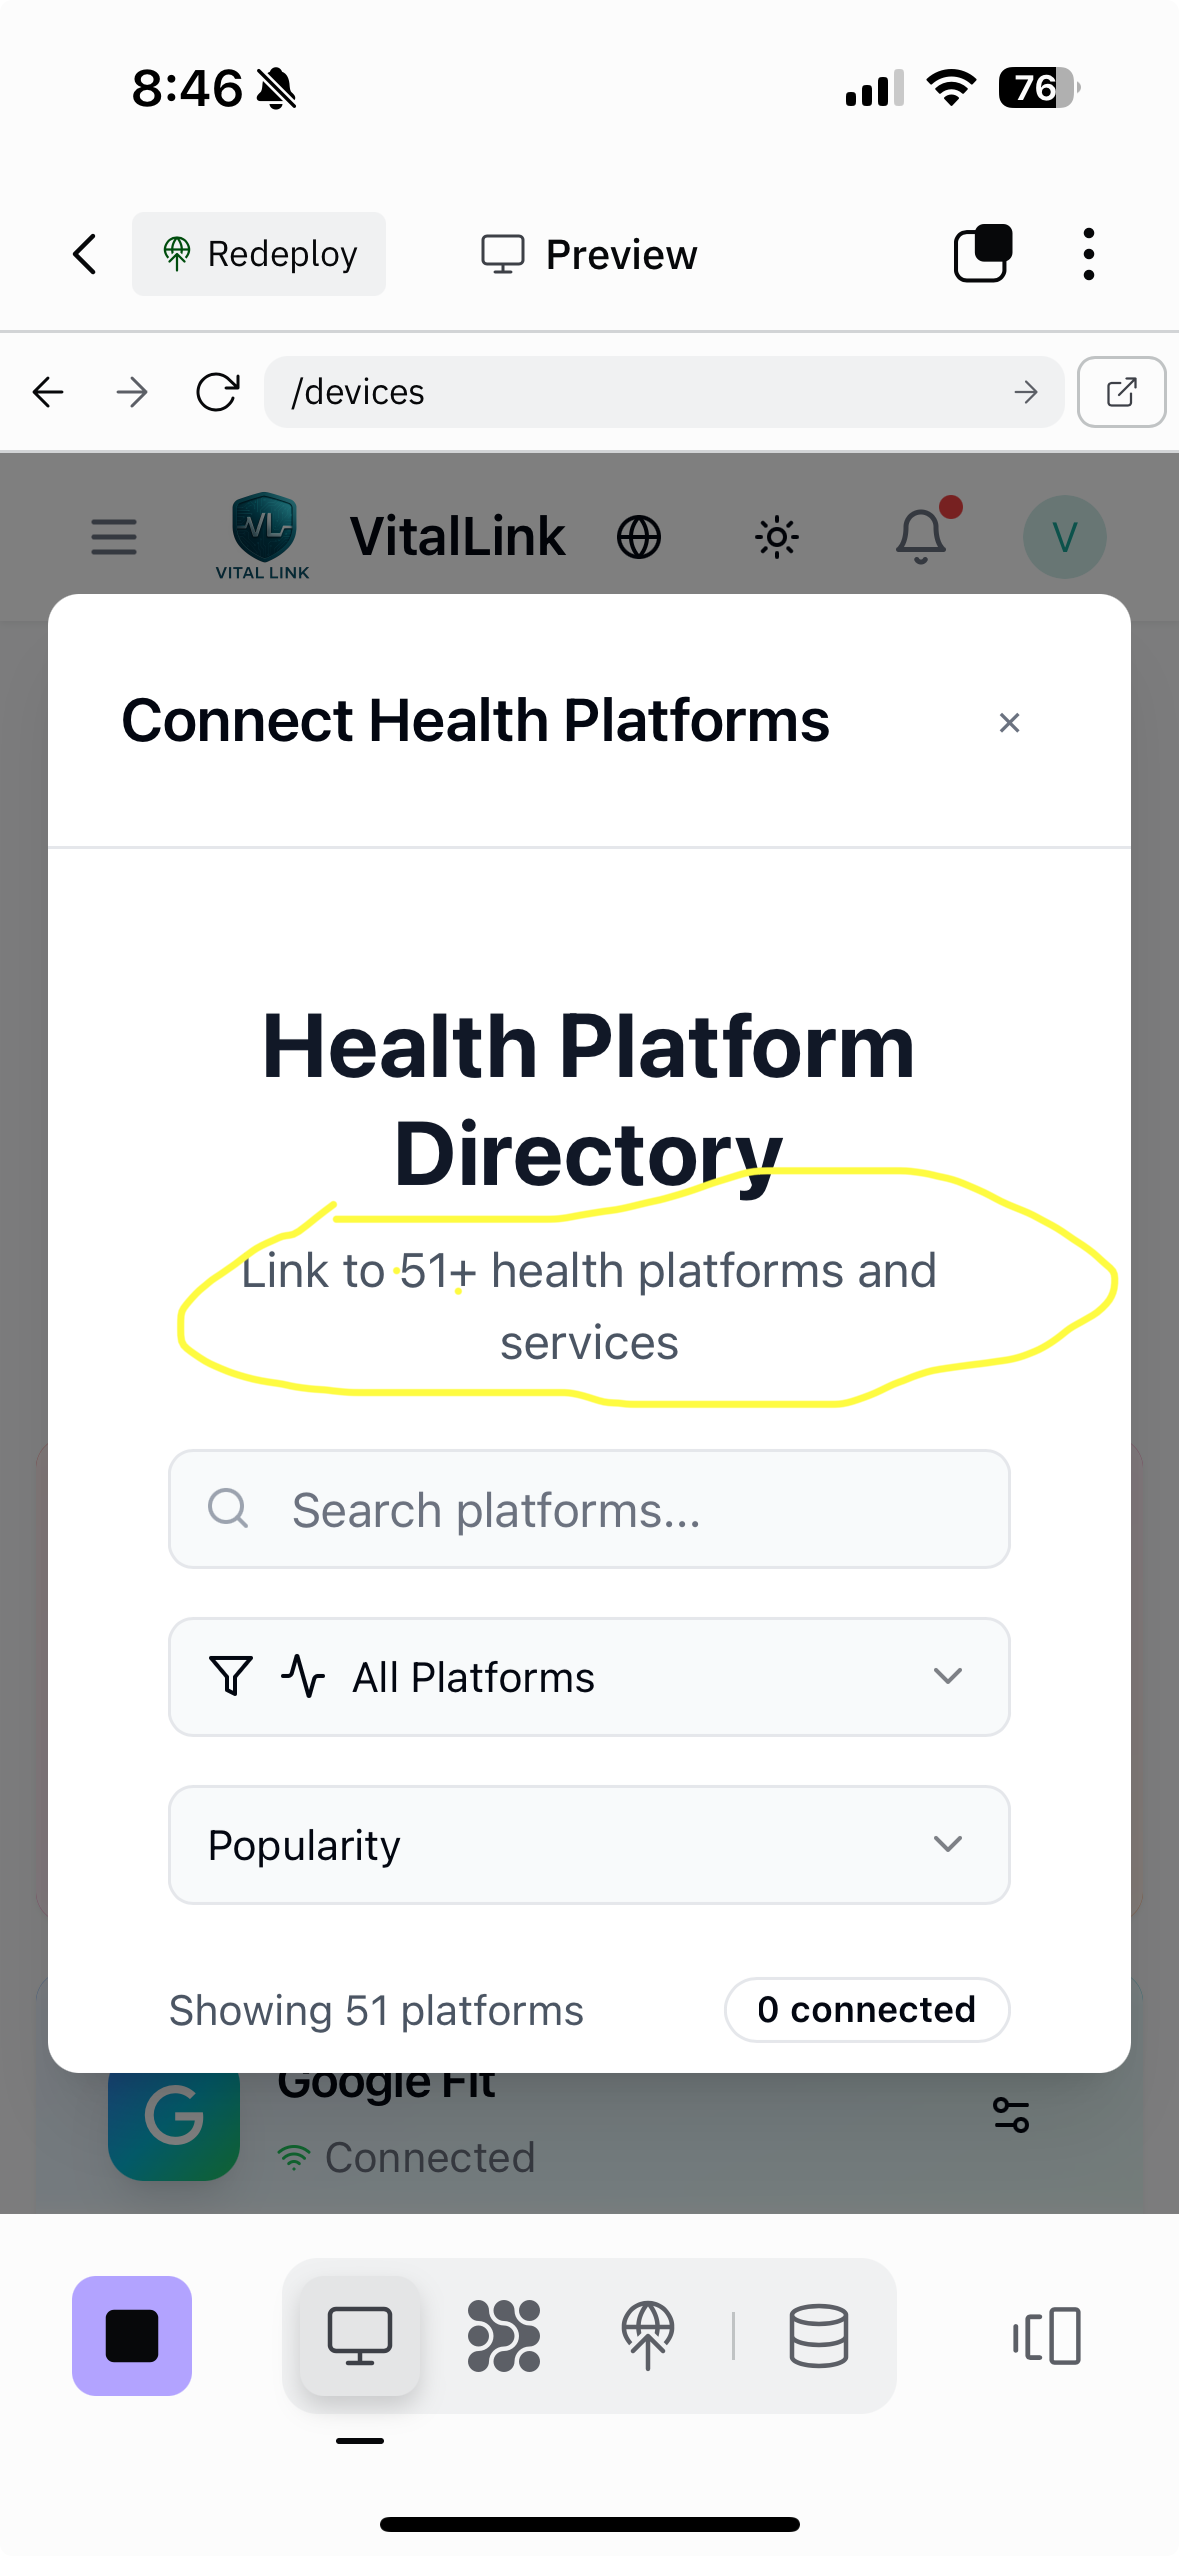 8:46
76
Redeploy
Preview
/devices
VITAL LINK
VitalLink
V
Connect Health Platforms
Health Platform
Directory
Link to 51+ health platforms and
services
Search platforms...
All Platforms
Popularity
Showing 51 platforms
0 connected
G
Google Fit
Connected